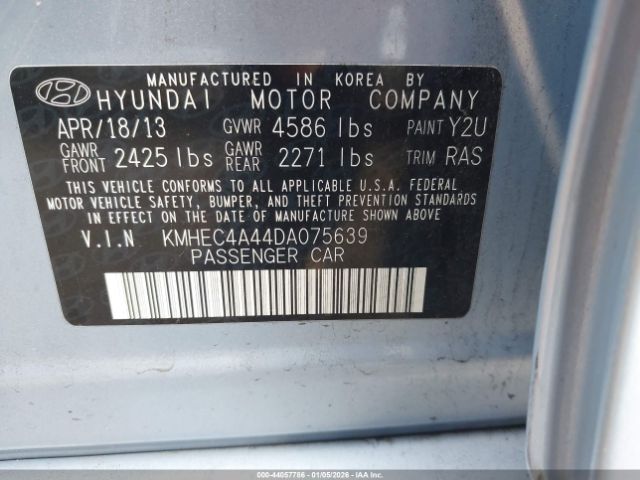 MANUFACTURED IN KOREA BY
HYUNDAI MOTOR COMPANY
APR/18/13 GVWR 4586 lbs PAINT Y2U
GAWR FRONT 2425 lbs GAWR REAR 2271 lbs TRIM RAS
THIS VEHICLE CONFORMS TO ALL APPLICABLE U.S.A. FEDERAL
MOTOR VEHICLE SAFETY, BUMPER, AND THEFT PREVENTION STANDARDS
IN EFFECT ON THE DATE OF MANUFACTURE SHOWN ABOVE
V.I.N KMHEC4A44DA075639
PASSENGER CAR
000-44057786 - 01/05/2026 - IAA Inc.